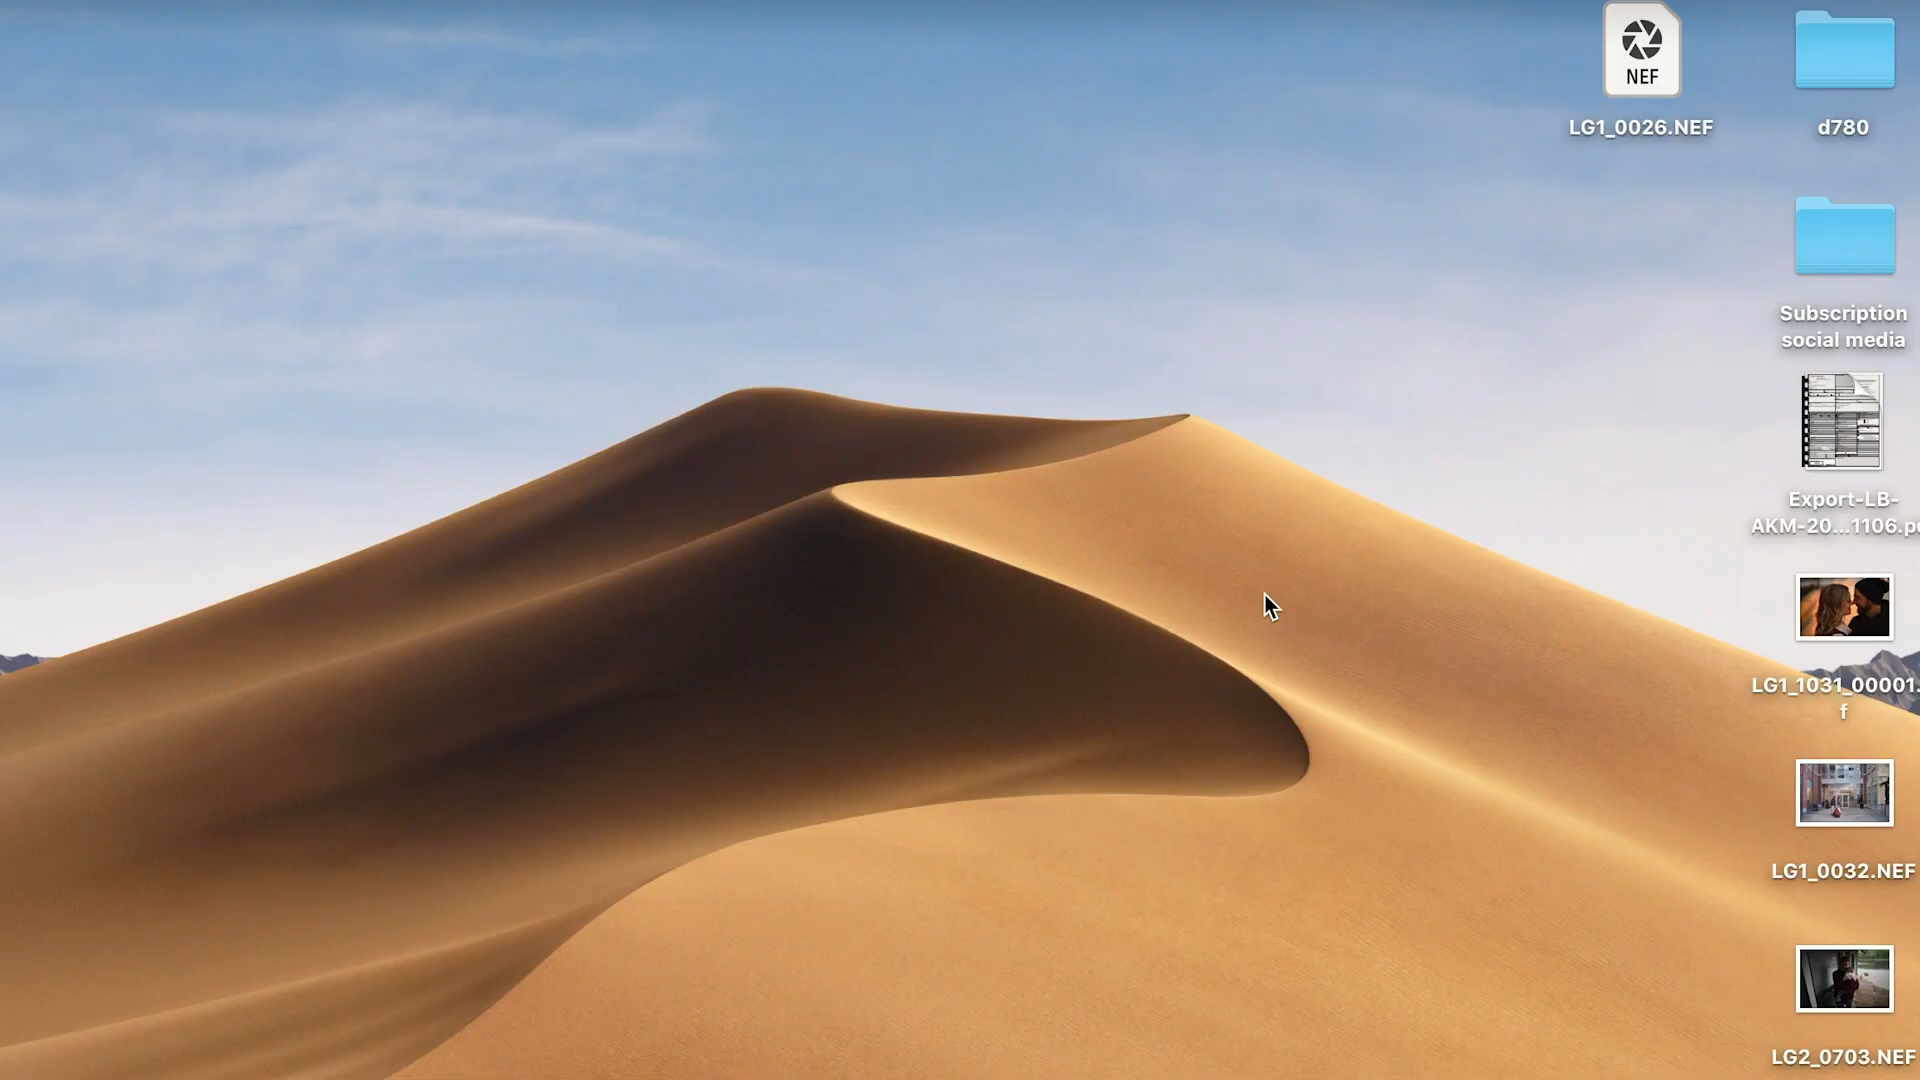 NEF
LG1_0026.NEF
d780
Subscription
social media
Export-LB-
AKM-20...1106.p
LG1_1031_00001.
f
LG1_0032.NEF
LG2_0703.NEF